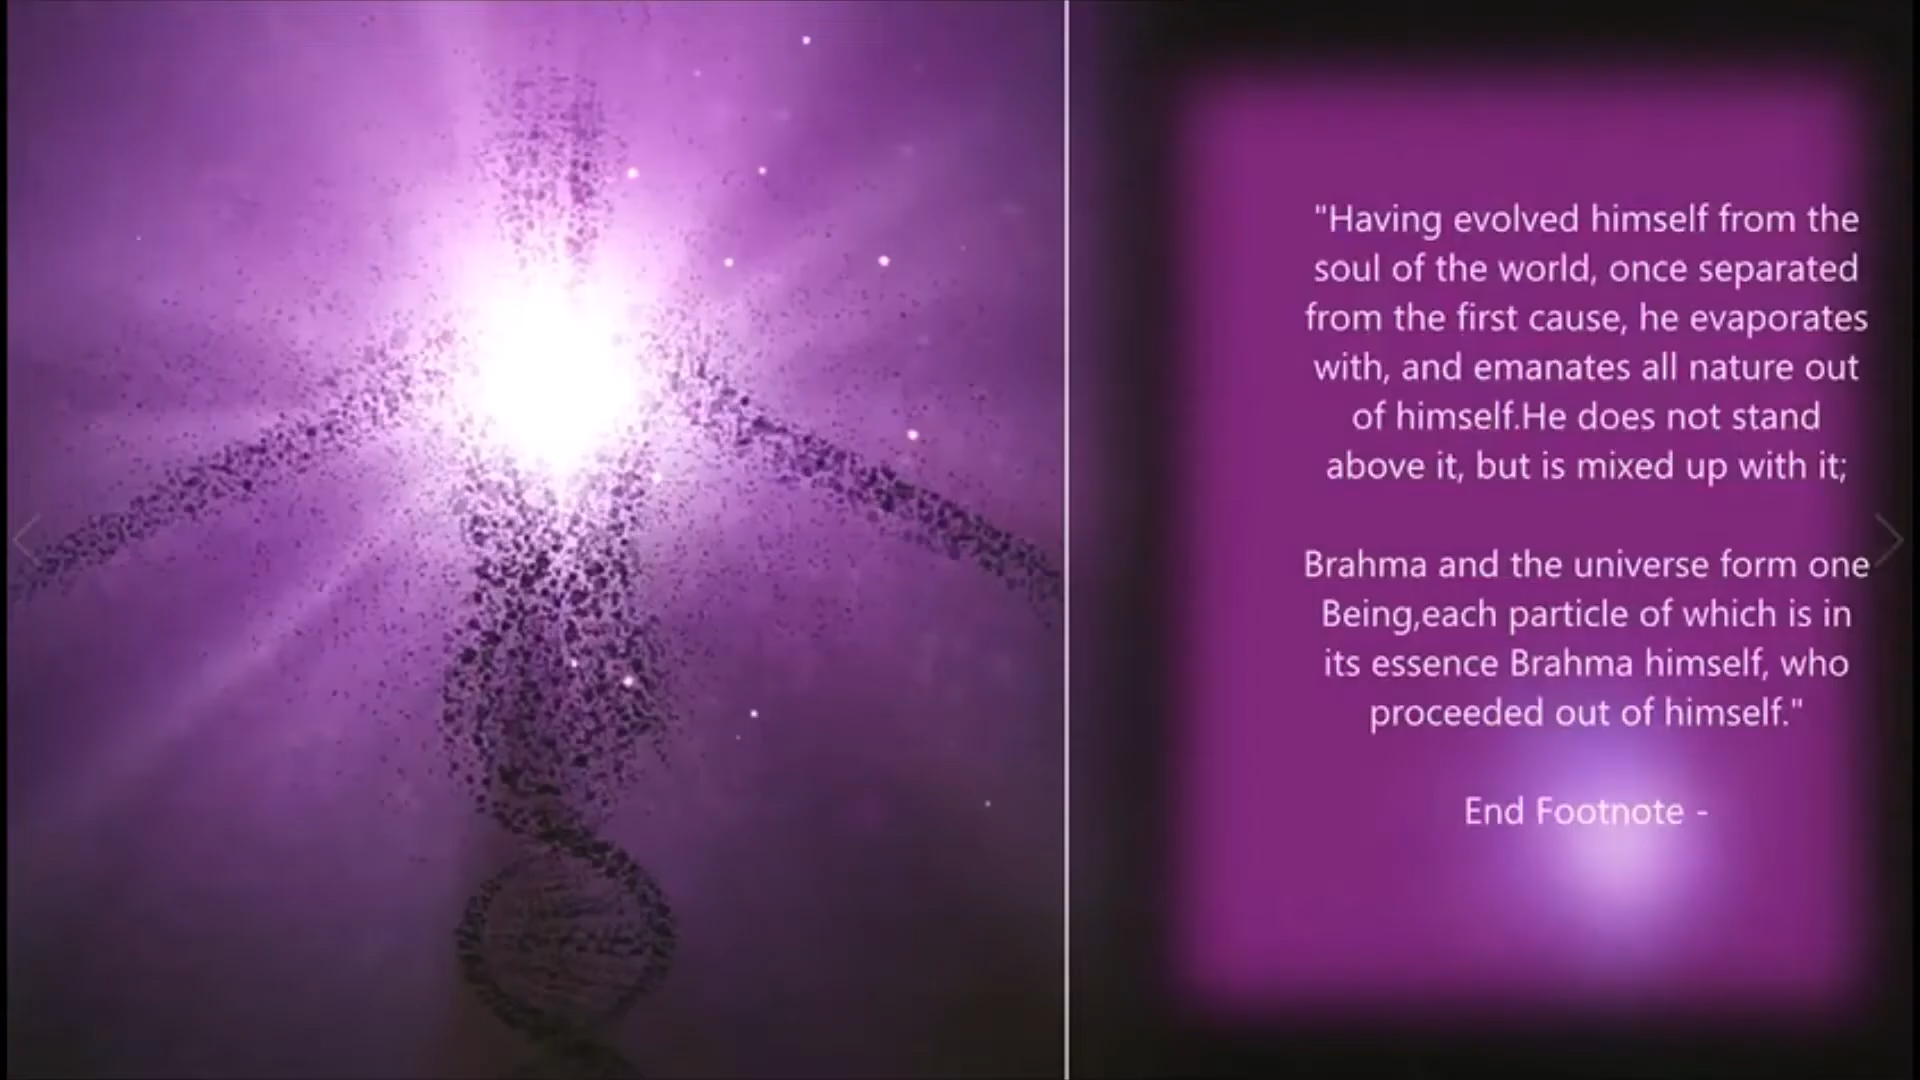 "Having evolved himself from the
soul of the world, once separated
from the first cause, he evaporates
with, and emanates all nature out
of himself.He does not stand
above it, but is mixed up with it;
Brahma and the universe form one
Being,each particle of which is in
its essence Brahma himself, who
proceeded out of himself."
End Footnote -